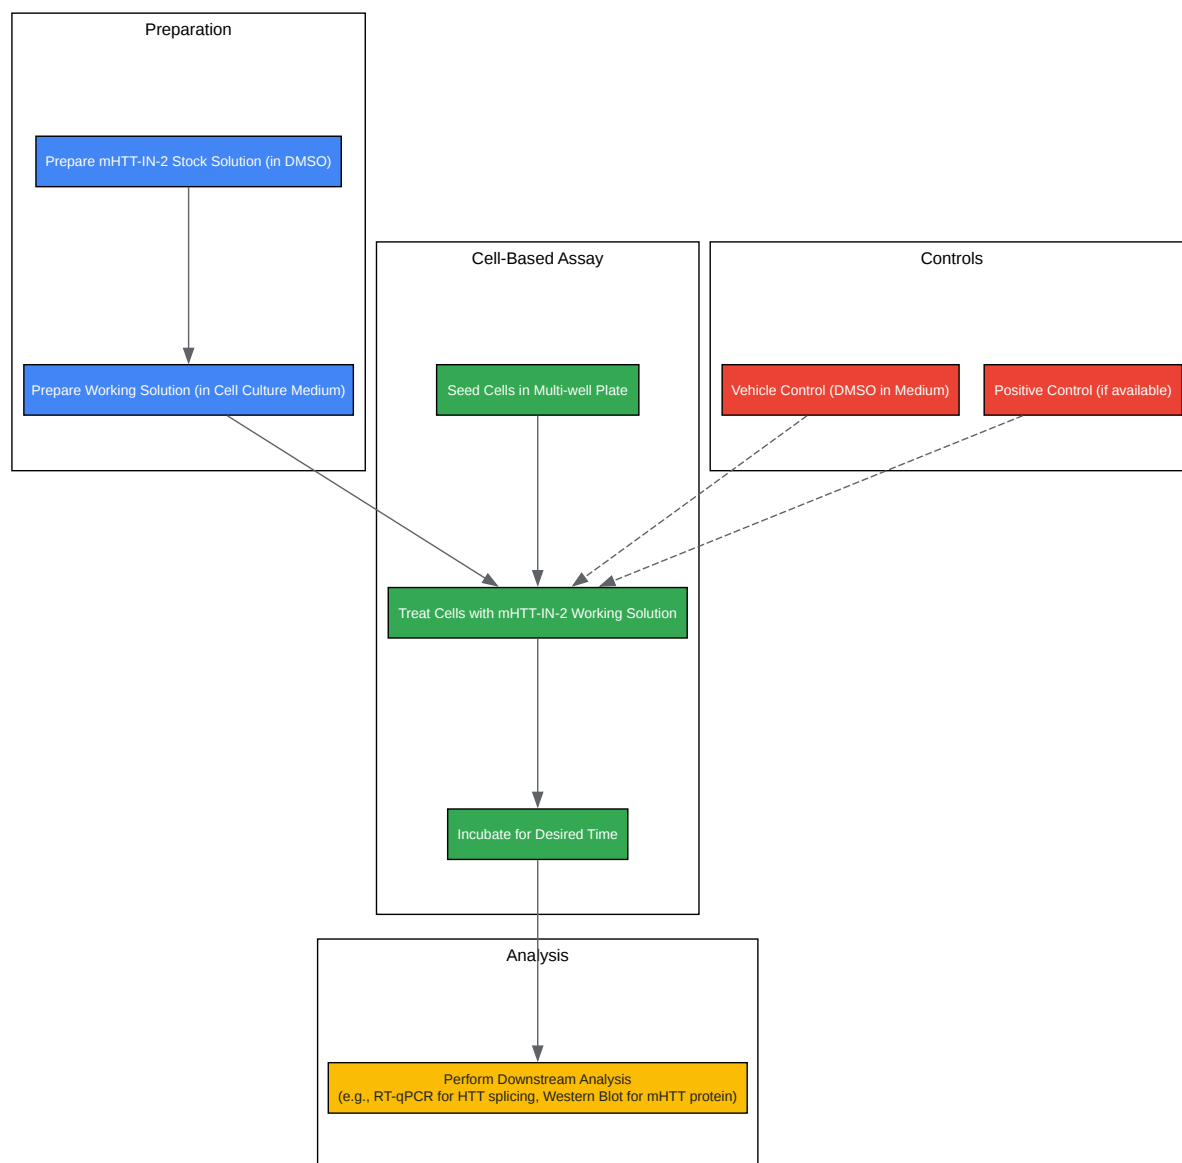 Preparation
Prepare mHTT-IN-2 Stock Solution (in DMSO)
Prepare Working Solution (in Cell Culture Medium)
Cell-Based Assay
Seed Cells in Multi-well Plate
Controls
Vehicle Control (DMSO in Medium)
Positive Control (if available)
Treat Cells with mHTT-IN-2 Working Solution
Incubate for Desired Time
Analysis
Perform Downstream Analysis
(e.g., RT-qPCR for HTT splicing, Western Blot for mHTT protein)